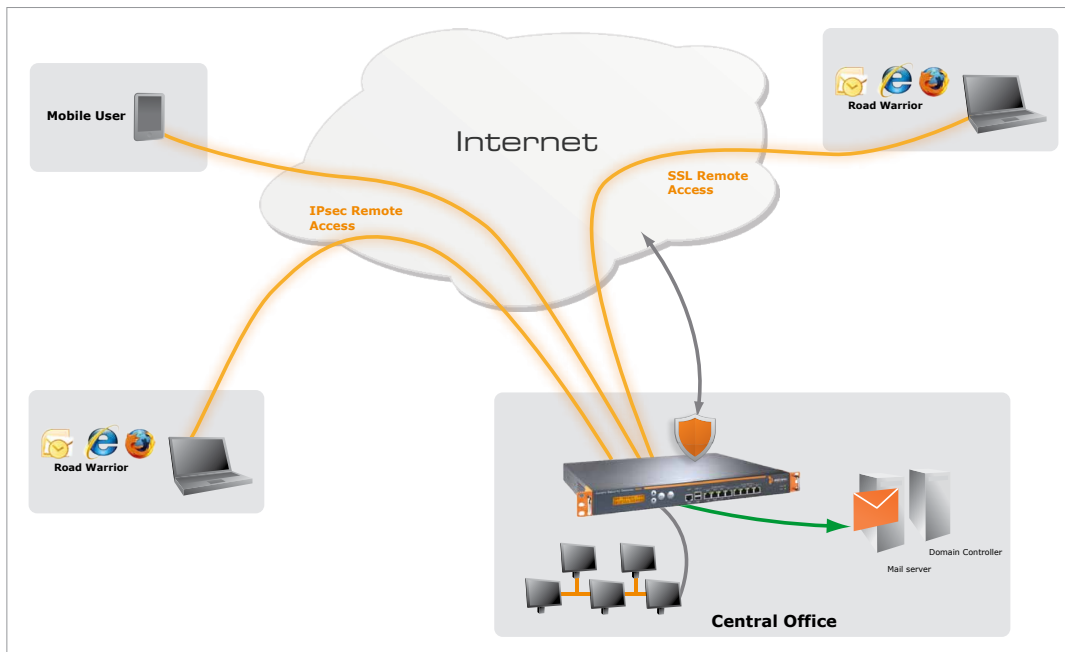 Mobile User
Internet
Road Warrior
SSL Remote
Access
IPsec Remote
Access
Road Warrior
Domain Controller
Mail server
Central Office